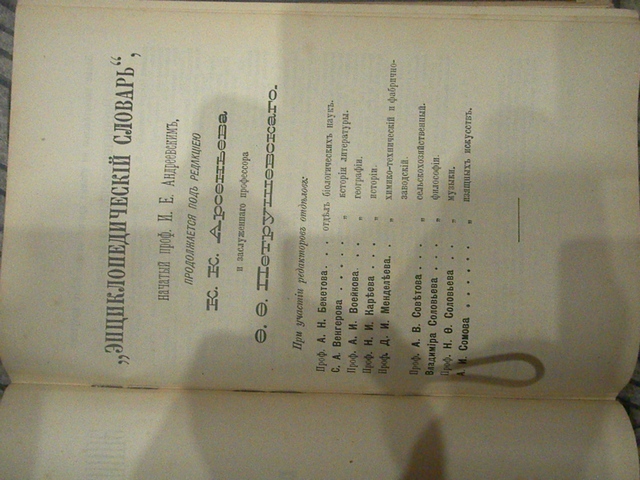 „ЭНЦИКЛОПЕДИЧЕСКІЙ СЛОВАРЬ“,
начатый проф. И. Е. Андреевскимъ,
ПРОДОЛЖАЕТСЯ ПОДЪ РЕДАКЦІЕЮ
К. К. Арсеньева
и заслуженнаго профессора
Ѳ. Ѳ. Петрушевскаго.
При участіи редакторовъ отдѣловъ:
Проф. А. Н. Бекетова . . . отдѣлъ біологическихъ наукъ.
С. А. Венгерова . . . . . „ исторіи литературы.
Проф. А. И. Воейкова . . . „ географіи.
Проф. Н. И. Карѣева . . . „ исторіи.
Проф. Д. И. Менделѣева . . „ химико-техническій и фабрично-
заводскій.
Проф. А. В. Совѣтова . . . „ сельскохозяйственный.
Владиміра Соловьева . . . „ философіи.
Проф. Н. Ѳ. Соловьева . . . „ музыки.
А. И. Сомова . . . . . . „ изящныхъ искусствъ.